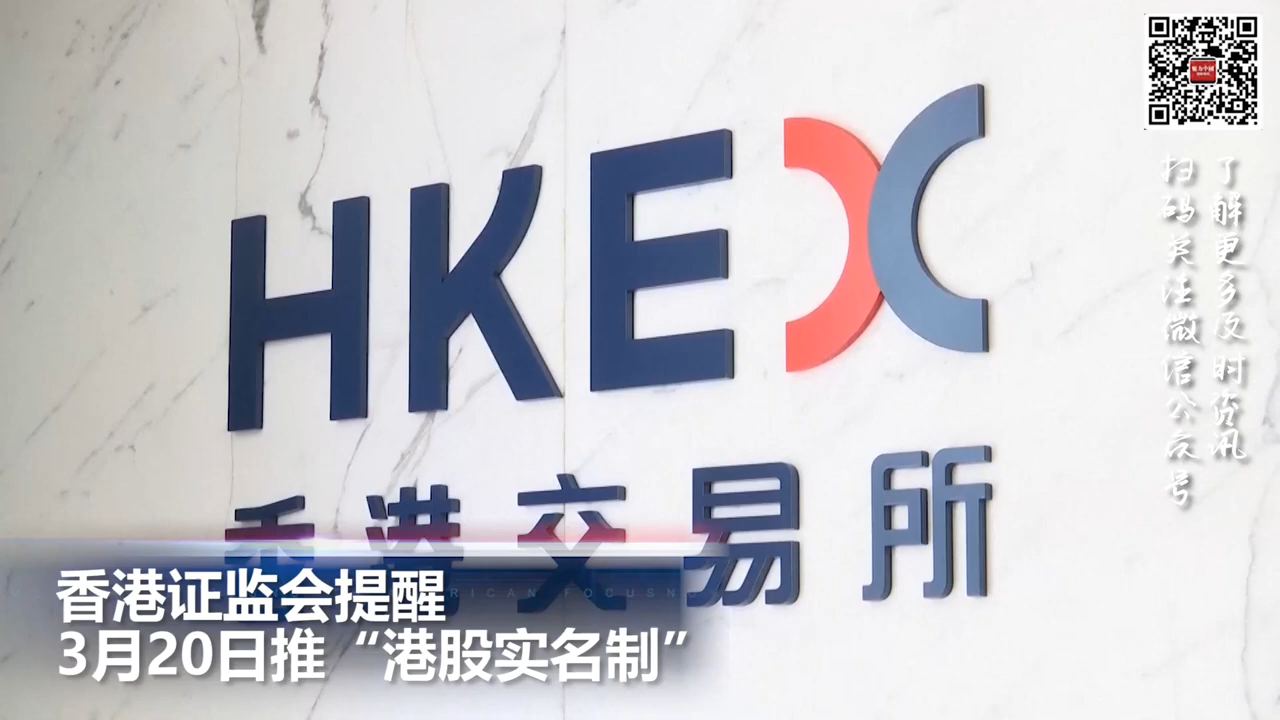 HKEX
香港交易所
香港证监会提醒
3月20日推“港股实名制”
了解更多及时资讯
扫码关注微信公众号